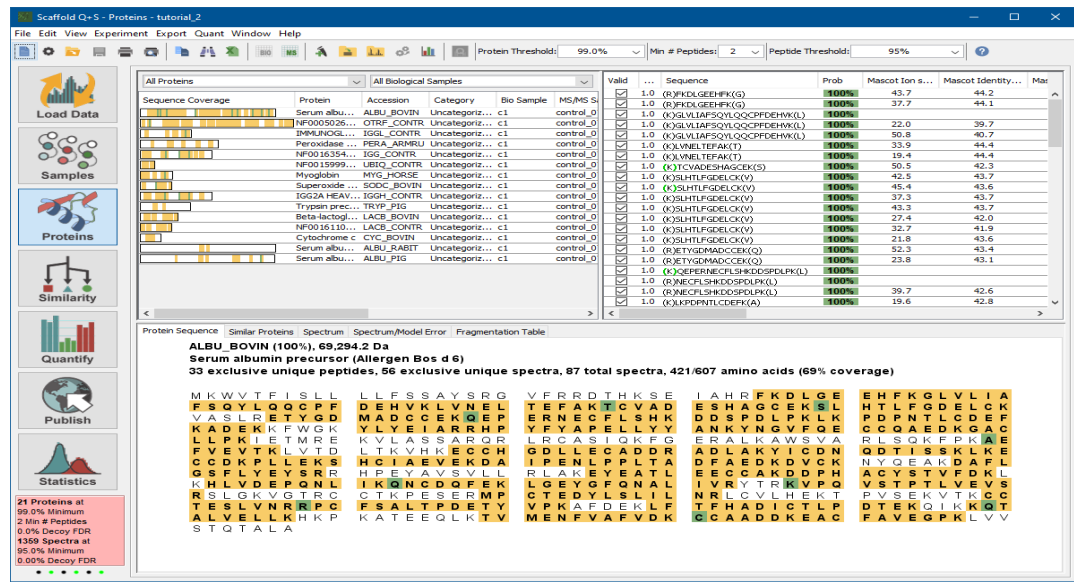 Scaffold Q+S - Proteins - tutorial_2
File Edit View Experiment Export Quant Window Help
Protein Threshold: 99.0% Min # Peptides: 2 Peptide Threshold: 95%
Load Data
Samples
Proteins
Similarity
Quantify
Publish
Statistics
21 Proteins at
99.0% Minimum
2 Min # Peptides
0.0% Decoy FDR
1359 Spectra at
95.0% Minimum
0.00% Decoy FDR
All Proteins All Biological Samples
Sequence Coverage Protein Accession Category Bio Sample MS/MS Sa
Serum albu... ALBU_BOVIN Uncategoriz... c1 control_0
NF0005026... OTRF_CONTR Uncategoriz... c1 control_0
IMMUNOGL... IGGL_CONTR Uncategoriz... c1 control_0
Peroxidase ... PERA_ARMRU Uncategoriz... c1 control_0
NF0016354... IGG_CONTR Uncategoriz... c1 control_0
NF0015999... UBIQ_CONTR Uncategoriz... c1 control_0
Myoglobin MYG_HORSE Uncategoriz... c1 control_0
Superoxide ... SODC_BOVIN Uncategoriz... c1 control_0
IGG2A HEAV... IGGH_CONTR Uncategoriz... c1 control_0
Trypsin prec... TRYP_PIG Uncategoriz... c1 control_0
Beta-lactogl... LACB_BOVIN Uncategoriz... c1 control_0
NF0016110... LACB_CONTR Uncategoriz... c1 control_0
Cytochrome c CYC_BOVIN Uncategoriz... c1 control_0
Serum albu... ALBU_RABIT Uncategoriz... c1 control_0
Serum albu... ALBU_PIG Uncategoriz... c1 control_0
Valid ... Sequence Prob Mascot Ion s... Mascot Identity... Mas
1.0 (R)FKDLGEEHFK(G) 100% 43.7 44.2
1.0 (R)FKDLGEEHFK(G) 100% 37.7 44.1
1.0 (K)GLVLIAFSQYLQQCPFDEHVK(L) 100%
1.0 (K)GLVLIAFSQYLQQCPFDEHVK(L) 100% 22.0 39.7
1.0 (K)GLVLIAFSQYLQQCPFDEHVK(L) 100% 50.8 40.7
1.0 (K)LVNELTEFAK(T) 100% 33.9 44.4
1.0 (K)LVNELTEFAK(T) 100% 19.4 44.4
1.0 (K)TCVADESHAGCEK(S) 100% 50.5 42.3
1.0 (K)SLHTLFGDELCK(V) 100% 42.5 43.7
1.0 (K)SLHTLFGDELCK(V) 100% 45.4 43.6
1.0 (K)SLHTLFGDELCK(V) 100% 37.3 43.7
1.0 (K)SLHTLFGDELCK(V) 100% 43.3 43.7
1.0 (K)SLHTLFGDELCK(V) 100% 27.4 42.0
1.0 (K)SLHTLFGDELCK(V) 100% 32.7 41.9
1.0 (K)SLHTLFGDELCK(V) 100% 21.8 43.6
1.0 (R)ETYGDMADCCEK(Q) 100% 52.3 43.4
1.0 (R)ETYGDMADCCEK(Q) 100% 23.8 43.1
1.0 (K)QEPERNECFLSHKDDSPDLPK(L) 100%
1.0 (R)NECFLSHKDDSPDLPK(L) 100%
1.0 (R)NECFLSHKDDSPDLPK(L) 100% 39.7 42.6
1.0 (K)LKPDPNTLCDEFK(A) 100% 19.6 42.8
Protein Sequence Similar Proteins Spectrum Spectrum/Model Error Fragmentation Table
ALBU_BOVIN (100%), 69,294.2 Da
Serum albumin precursor (Allergen Bos d 6)
33 exclusive unique peptides, 56 exclusive unique spectra, 87 total spectra, 421/607 amino acids (69% coverage)
MKWVTFISLL LLFSSAYSRG VFRRDTHKSE IAHRFKDLGE EHFKGLVLIA
FSQYLQQCPF DEHVKLVNEL TEFAKTCVAD ESHAGCEKSL HTLFGDELCK
VASLRETYGD MADCCEKQEP ERNECFLSHK DDSPDLPKLK PDPNTLCDEF
KADEKKFWGK YLYEIARRHP YFYAPELLYY ANKYNGVFQE CCQAEDKGAC
LLPKIETMRE KVLASSARQR LRCASIQKFG ERALKAWSVA RLSQKFPKAE
FVEVTKLVTD LTKVHKECCH GDLLECADDR ADLAKYICDN QDTISSKLKE
CCDKPLLEKS HCIAEVEKDA IPENLPPLTA DFAEDKDVCK NYQEAKDAFL
GSFLYEYSRR HPEYAVSVLL RLAKEYEATL EECCAKDDPH ACYSTVFDKL
KHLVDEPQNL IKQNCDQFEK LGEYGFQNAL IVRYTRKVPQ VSTPTLVEVS
RSLGKVGTRC CTKPESERMP CTEDYLSLIL NRLCVLHEKT PVSEKVTKCC
TESLVNRRPC FSALTPDETY VPKAFDEKLF TFHADICTLP DTEKQIKKQT
ALVELLKHKP KATEEQLKTV MENFVAFVDK CCAADDKEAC FAVEGPKLVV
STQTALA